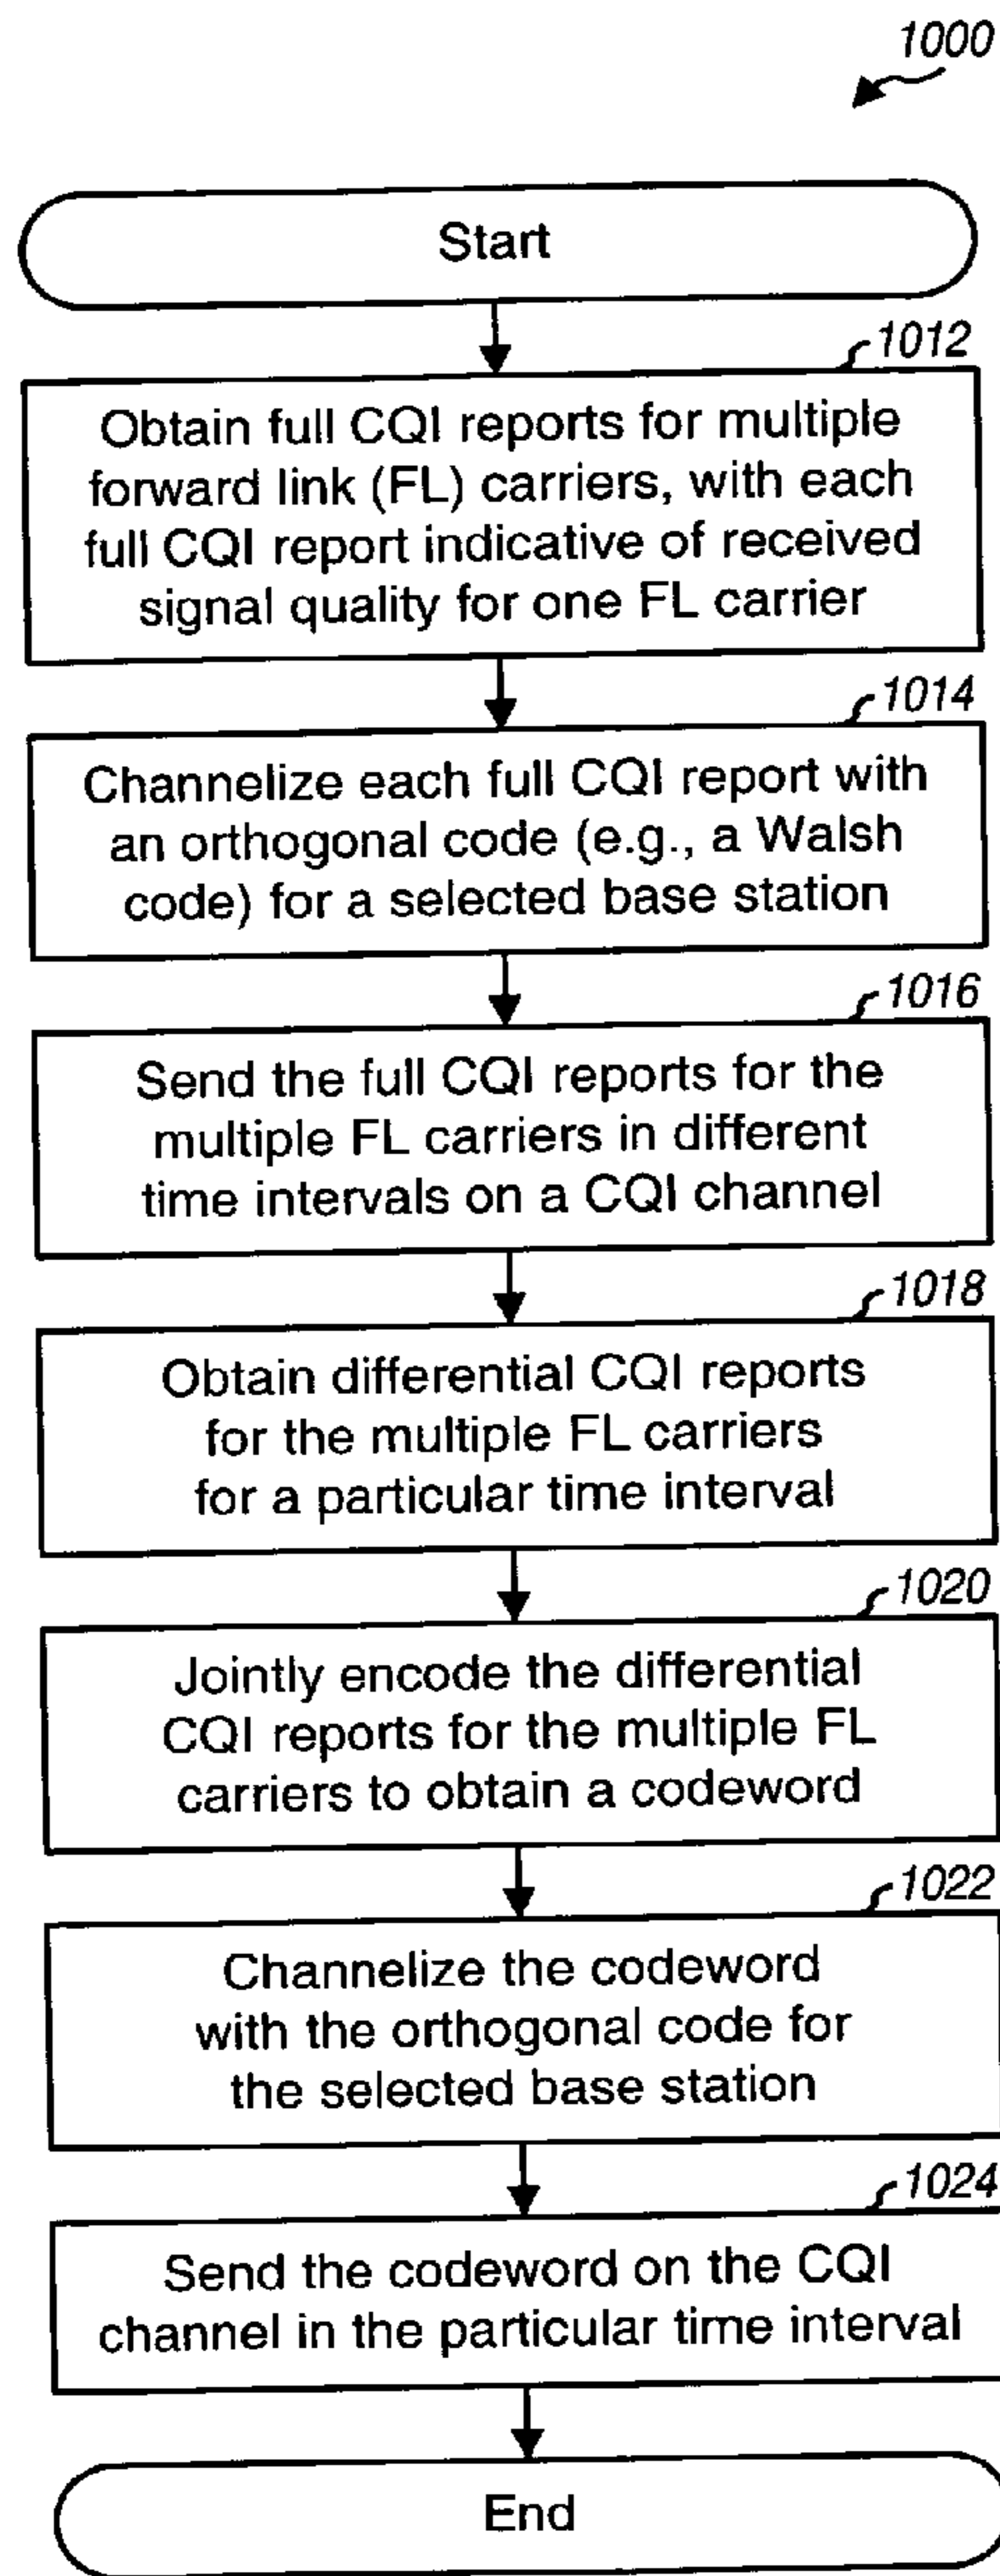 1000
Start
1012
Obtain full CQI reports for multiple
forward link (FL) carriers, with each
full CQI report indicative of received
signal quality for one FL carrier
1014
Channelize each full CQI report with
an orthogonal code (e.g., a Walsh
code) for a selected base station
1016
Send the full CQI reports for the
multiple FL carriers in different
time intervals on a CQI channel
1018
Obtain differential CQI reports
for the multiple FL carriers
for a particular time interval
1020
Jointly encode the differential
CQI reports for the multiple FL
carriers to obtain a codeword
1022
Channelize the codeword
with the orthogonal code for
the selected base station
1024
Send the codeword on the CQI
channel in the particular time interval
End